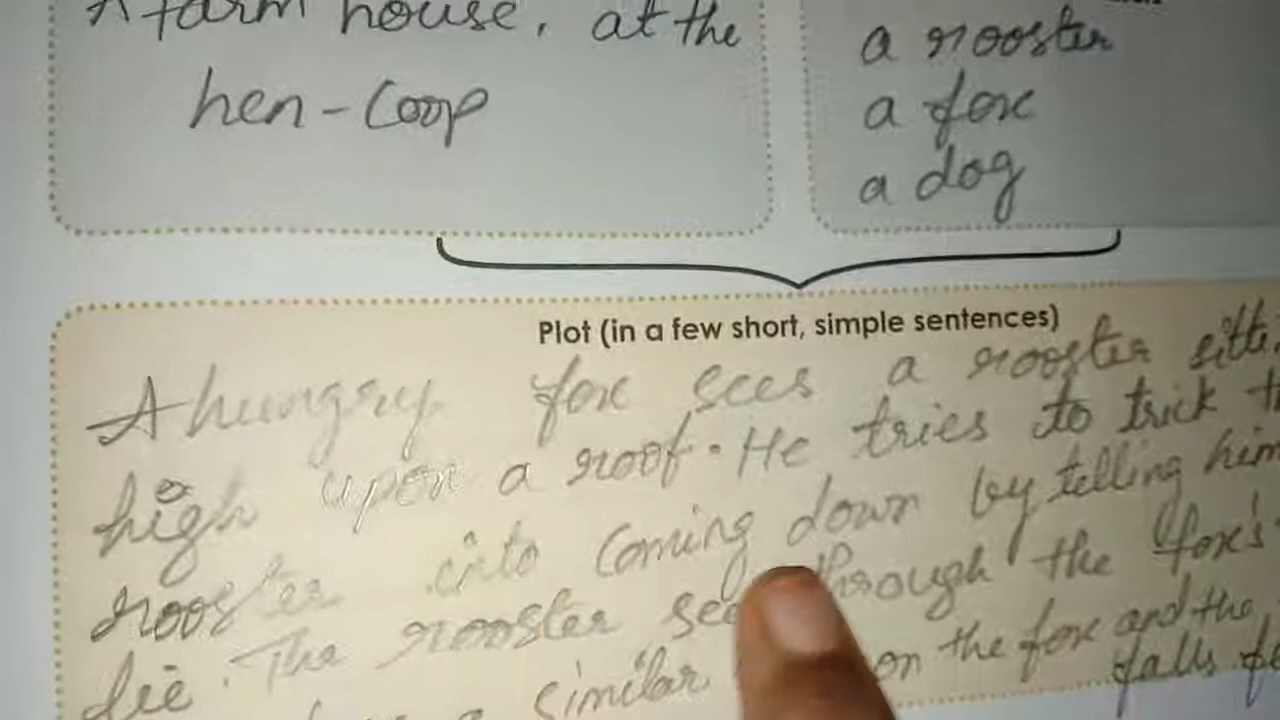 A farm house, at the
hen-Coop
a rooster
a fox
a dog
Plot (in a few short, simple sentences)
A hungry fox sees a rooster sitti
high upon a roof. He tries to trick
rooster into Coming down by telling him
lie. The rooster through the fox's
similar on the fox and the
falls